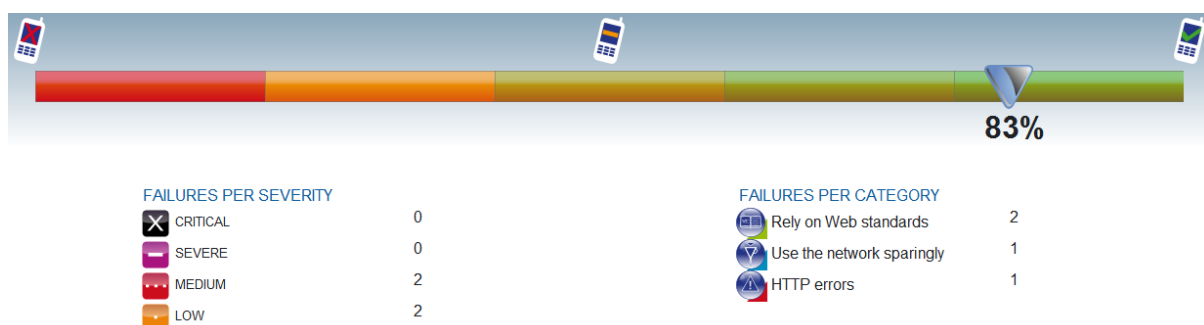 83%
FAILURES PER SEVERITY
CRITICAL 0
SEVERE 0
MEDIUM 2
LOW 2
FAILURES PER CATEGORY
Rely on Web standards 2
Use the network sparingly 1
HTTP errors 1